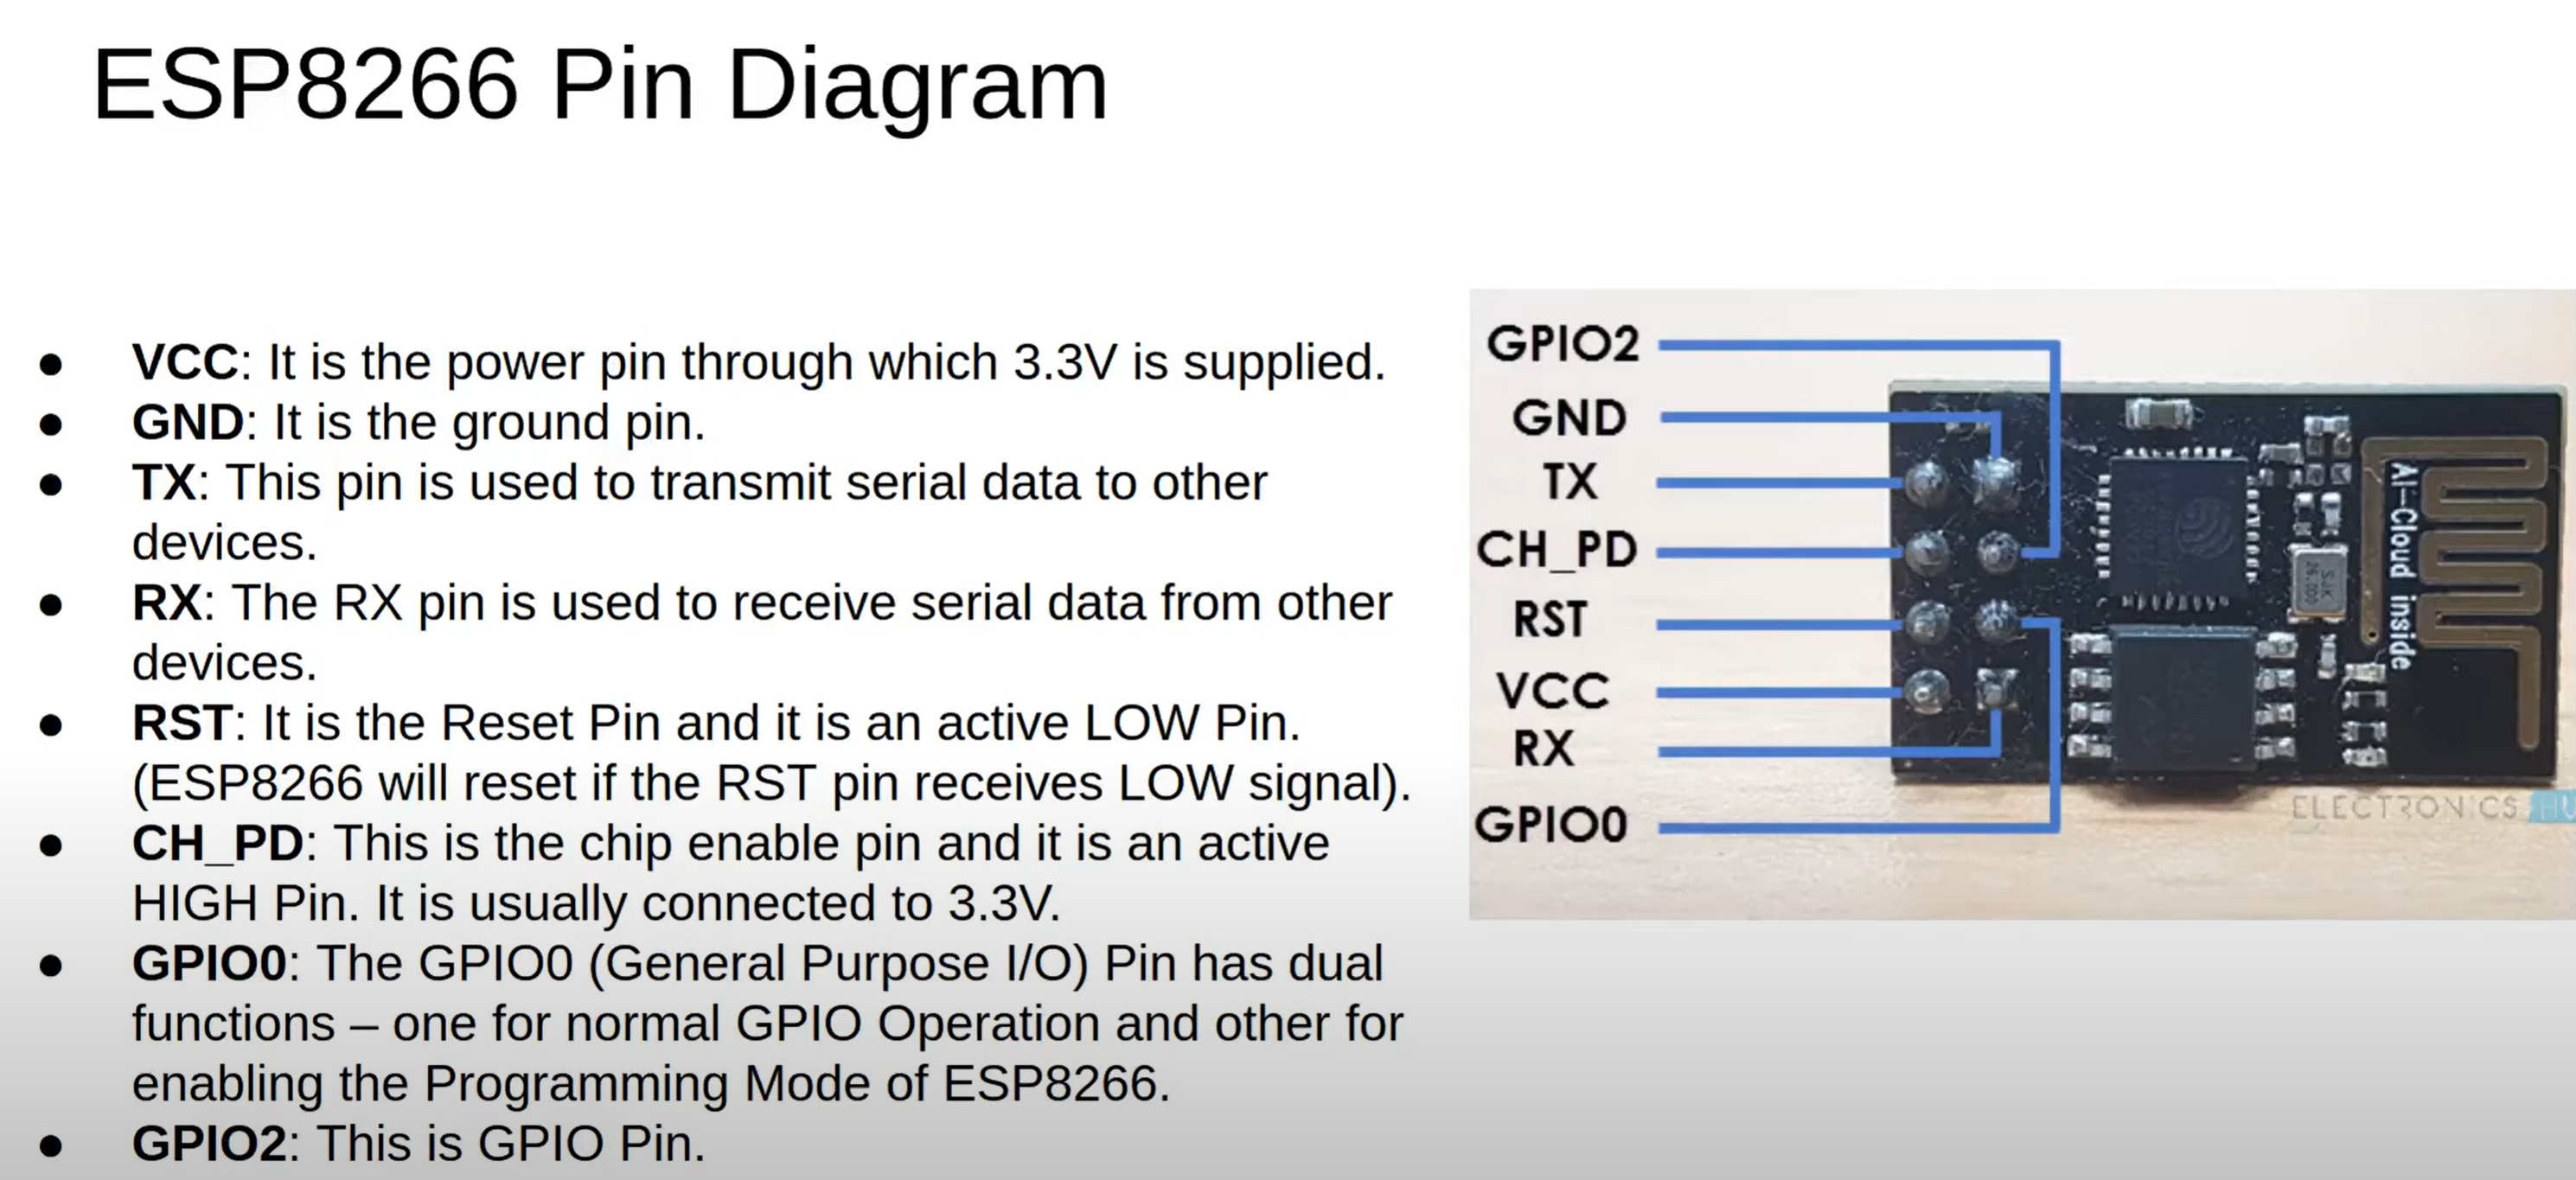 ESP8266 Pin Diagram
● VCC: It is the power pin through which 3.3V is supplied.
● GND: It is the ground pin.
● TX: This pin is used to transmit serial data to other
devices.
● RX: The RX pin is used to receive serial data from other
devices.
● RST: It is the Reset Pin and it is an active LOW Pin.
(ESP8266 will reset if the RST pin receives LOW signal).
● CH_PD: This is the chip enable pin and it is an active
HIGH Pin. It is usually connected to 3.3V.
● GPIO0: The GPIO0 (General Purpose I/O) Pin has dual
functions – one for normal GPIO Operation and other for
enabling the Programming Mode of ESP8266.
● GPIO2: This is GPIO Pin.
GPIO2
GND
TX
CH_PD
RST
VCC
RX
GPIO0
AI-Cloud inside
ELECTRONICS HU